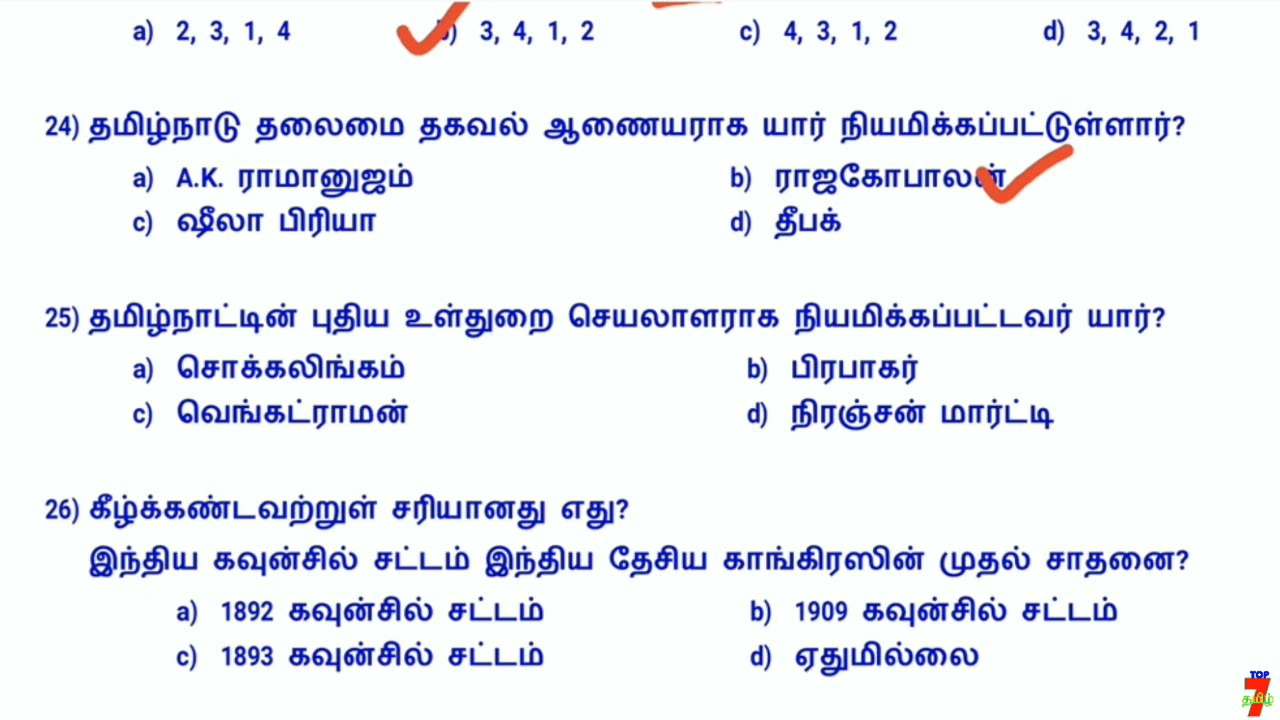 a) 2, 3, 1, 4 b) 3, 4, 1, 2 c) 4, 3, 1, 2 d) 3, 4, 2, 1
24) தமிழ்நாடு தலைமை தகவல் ஆணையராக யார் நியமிக்கப்பட்டுள்ளார்?
a) A.K. ராமானுஜம் b) ராஜகோபாலன்
c) ஷீலா பிரியா d) தீபக்
25) தமிழ்நாட்டின் புதிய உள்துறை செயலாளராக நியமிக்கப்பட்டவர் யார்?
a) சொக்கலிங்கம் b) பிரபாகர்
c) வெங்கட்ராமன் d) நிரஞ்சன் மார்ட்டி
26) கீழ்க்கண்டவற்றுள் சரியானது எது?
இந்திய கவுன்சில் சட்டம் இந்திய தேசிய காங்கிரஸின் முதல் சாதனை?
a) 1892 கவுன்சில் சட்டம் b) 1909 கவுன்சில் சட்டம்
c) 1893 கவுன்சில் சட்டம் d) ஏதுமில்லை
TOP
7
தமிழ்